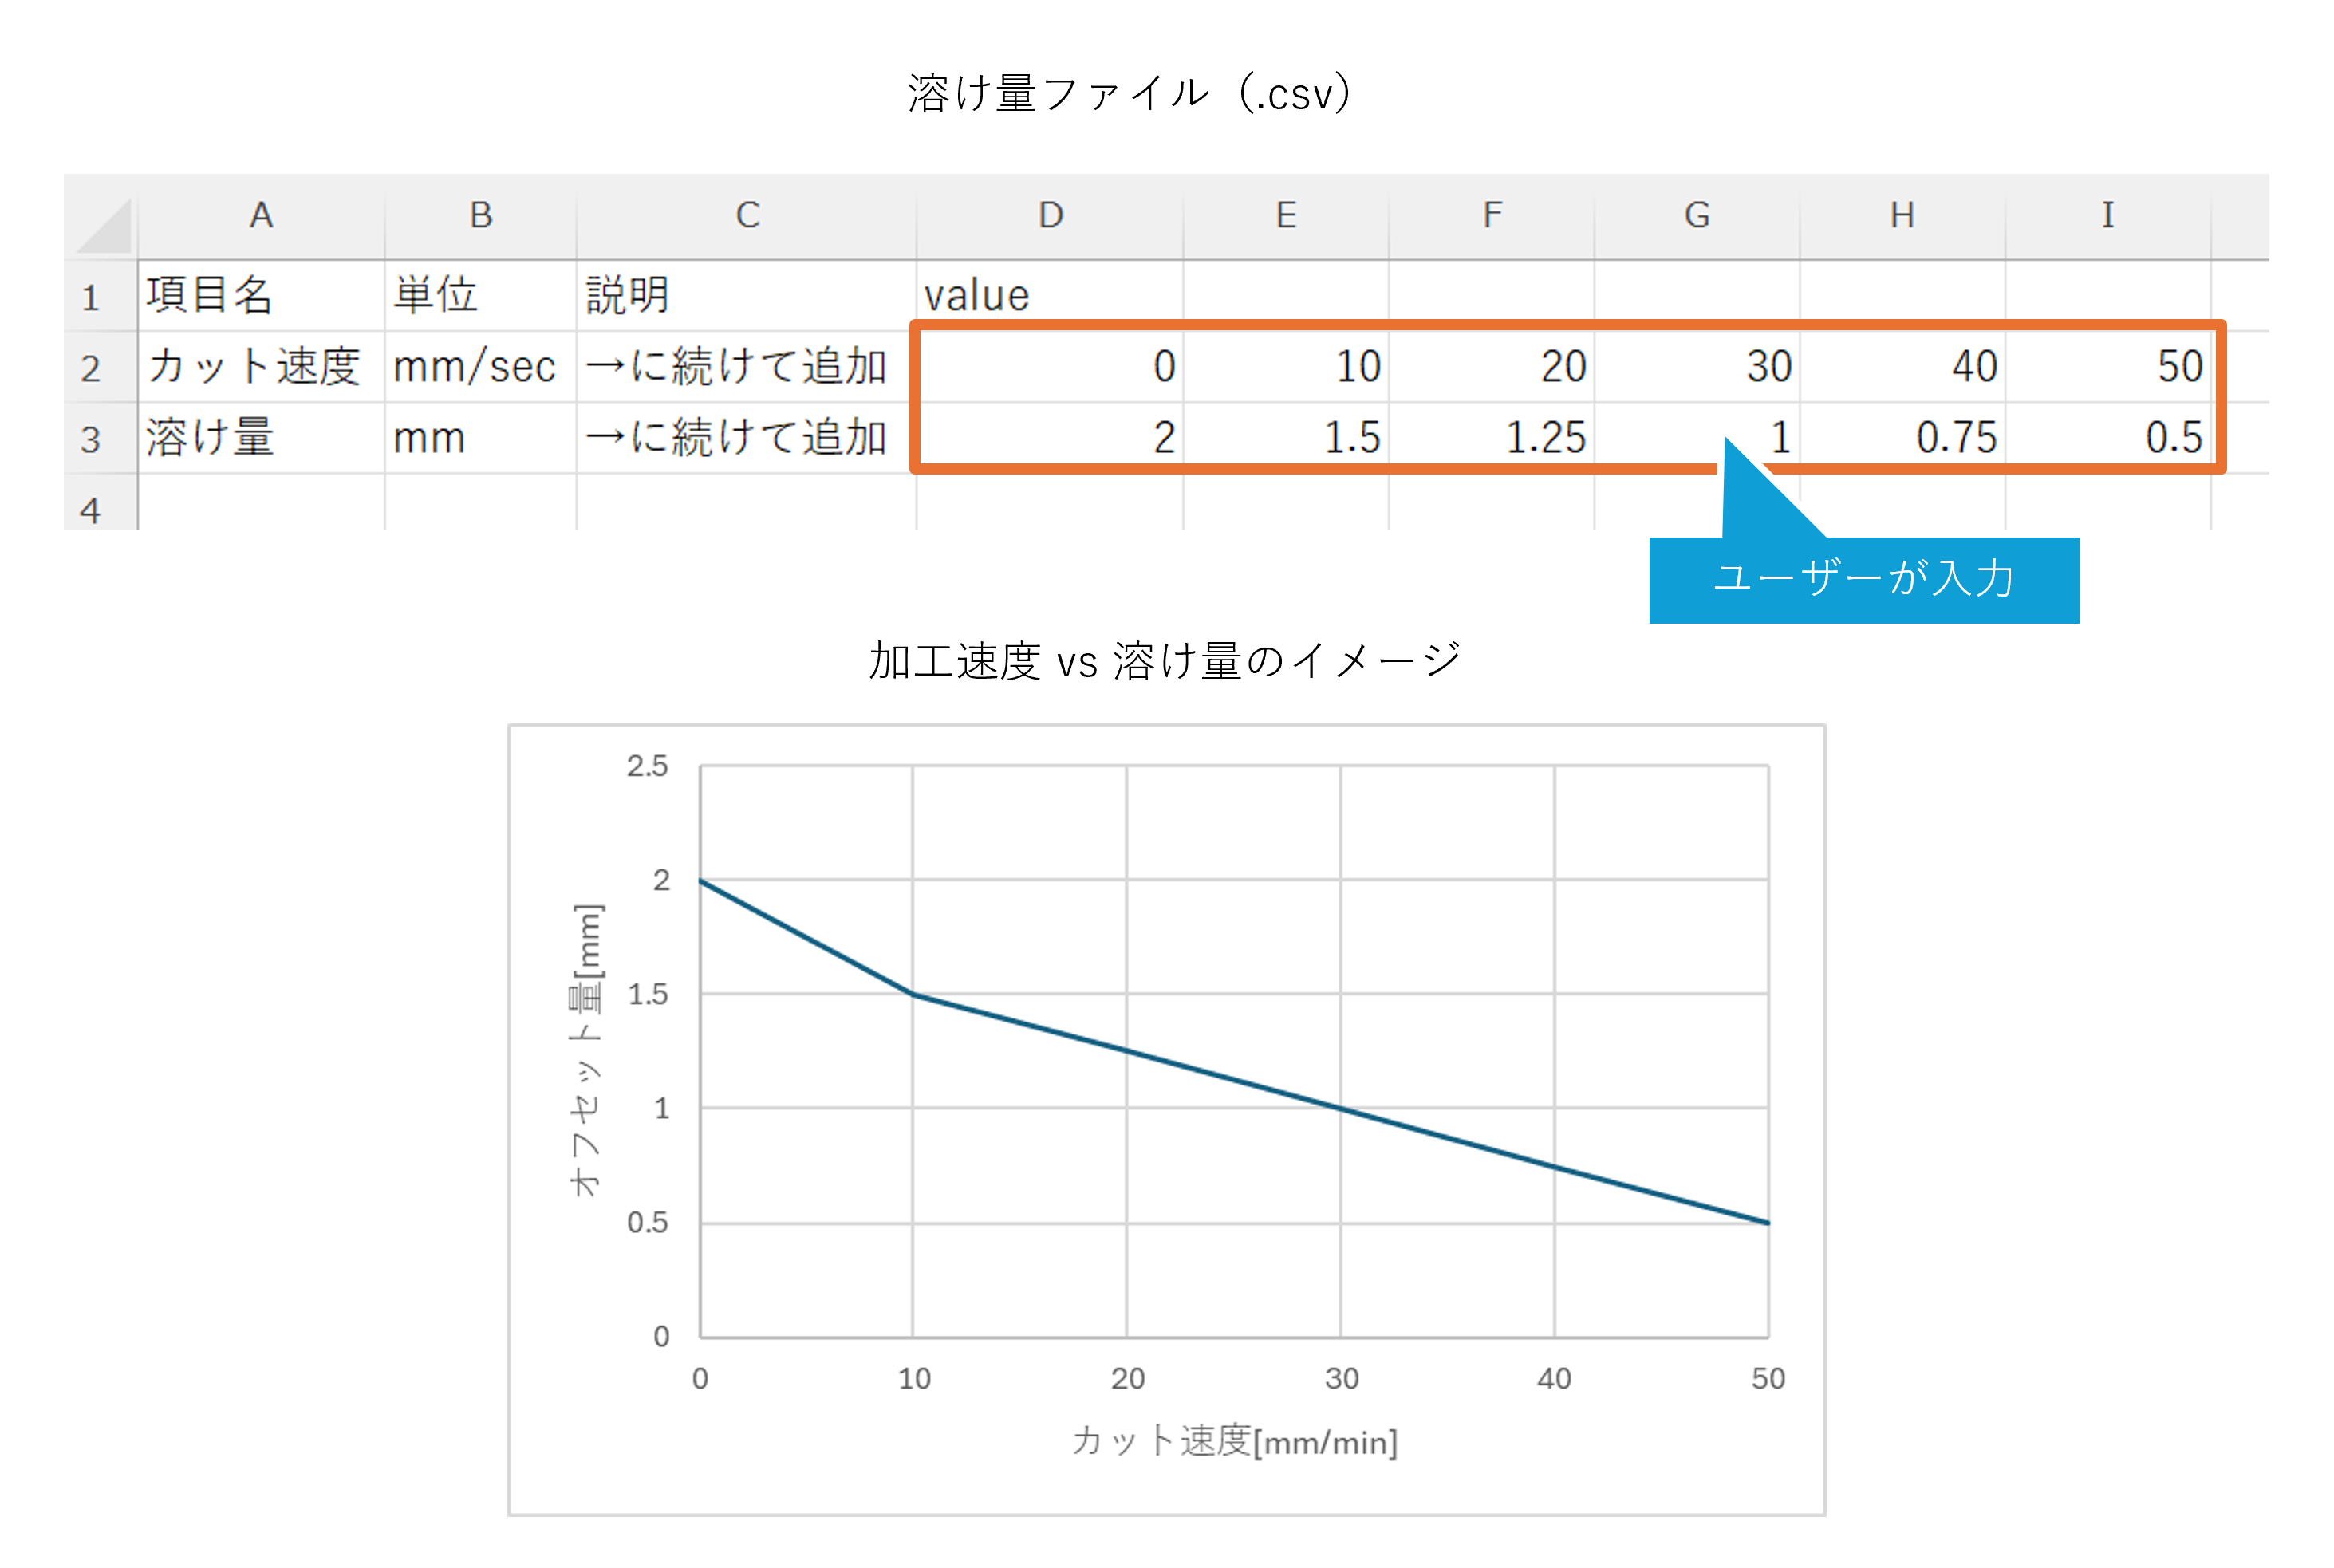 溶け量ファイル（.csv）
A B C D E F G H I
1 項目名 単位 説明 value
2 カット速度 mm/sec →に続けて追加 0 10 20 30 40 50
3 溶け量 mm →に続けて追加 2 1.5 1.25 1 0.75 0.5
4
ユーザーが入力
加工速度 vs 溶け量のイメージ
2.5
2
1.5
1
0.5
0
オフセット量[mm]
0 10 20 30 40 50
カット速度[mm/min]